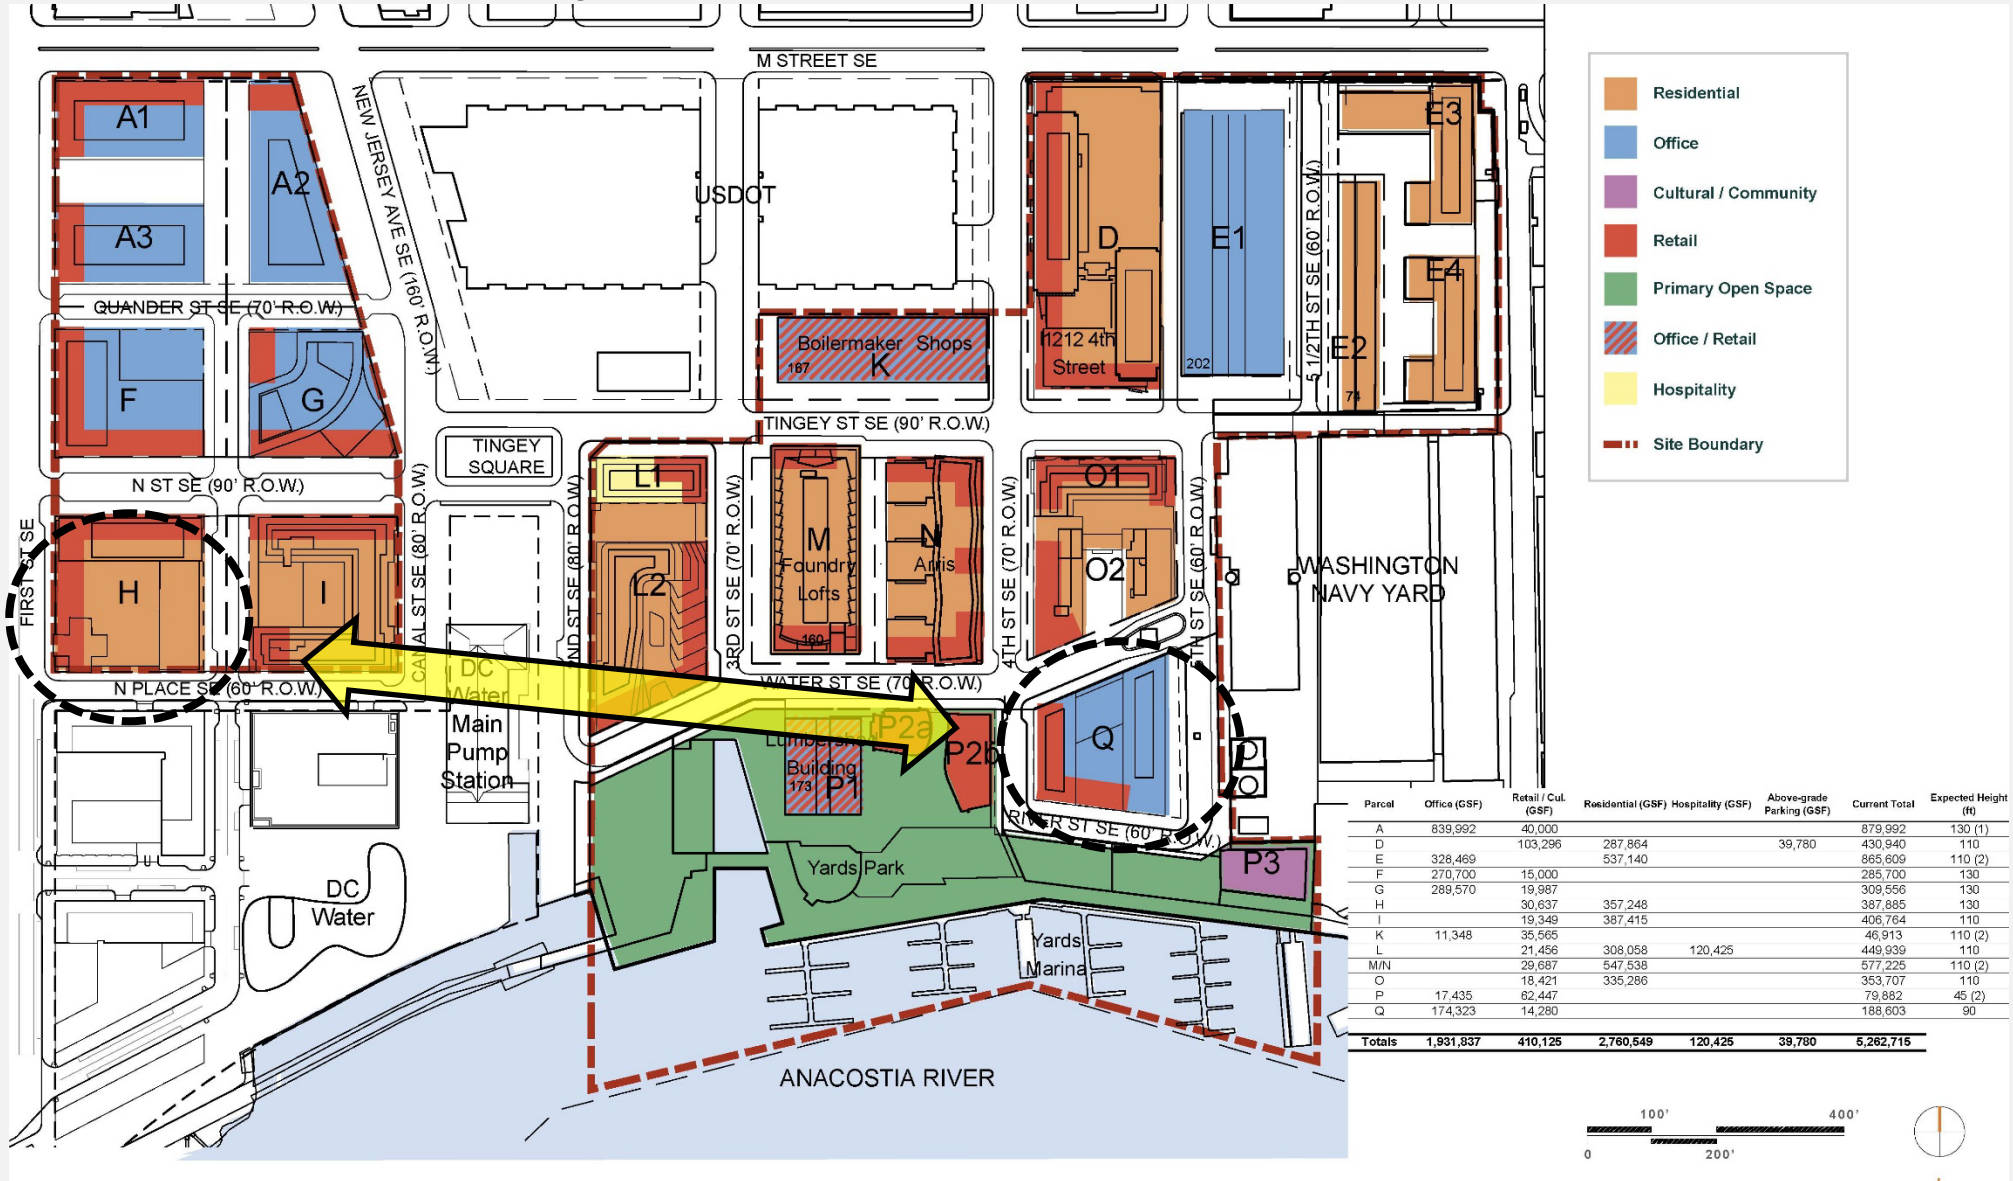 M STREET SE
A1
A2
A3
NEW JERSEY AVE SE (160' R.O.W.)
USDOT
D
1212 4th
Street
E1
202
5 1/2TH ST SE (60' R.O.W.)
E3
E4
E2
74
QUANDER ST SE (70' R.O.W.)
F
G
Boilermaker Shops
167
K
TINGEY ST SE (90' R.O.W.)
TINGEY
SQUARE
N ST SE (90' R.O.W.)
FIRST ST SE
H
I
CANAL ST SE (80' R.O.W.)
2ND ST SE (80' R.O.W.)
L1
L2
3RD ST SE (70' R.O.W.)
M
Foundry
Lofts
160
N
Arris
4TH ST SE (70' R.O.W.)
O1
O2
5TH ST SE (60' R.O.W.)
WASHINGTON
NAVY YARD
N PLACE SE (60' R.O.W.)
WATER ST SE (70' R.O.W.)
DC
Water
Main
Pump
Station
Lumbershed
Building
173
P1
P2a
P2b
Q
RIVER ST SE (60' R.O.W.)
P3
Yards Park
DC
Water
Yards
Marina
ANACOSTIA RIVER
Residential
Office
Cultural / Community
Retail
Primary Open Space
Office / Retail
Hospitality
Site Boundary
Parcel Office (GSF) Retail / Cul. (GSF) Residential (GSF) Hospitality (GSF) Above-grade Parking (GSF) Current Total Expected Height (ft)
A 839,992 40,000 879,992 130 (1)
D 103,296 287,864 39,780 430,940 110
E 328,469 537,140 865,609 110 (2)
F 270,700 15,000 285,700 130
G 289,570 19,987 309,556 130
H 30,637 357,248 387,885 130
I 19,349 387,415 406,764 110
K 11,348 35,565 46,913 110 (2)
L 21,456 308,058 120,425 449,939 110
M/N 29,687 547,538 577,225 110 (2)
O 18,421 335,286 353,707 110
P 17,435 62,447 79,882 45 (2)
Q 174,323 14,280 188,603 90
Totals 1,931,837 410,125 2,760,549 120,425 39,780 5,262,715
100' 400'
0 200'